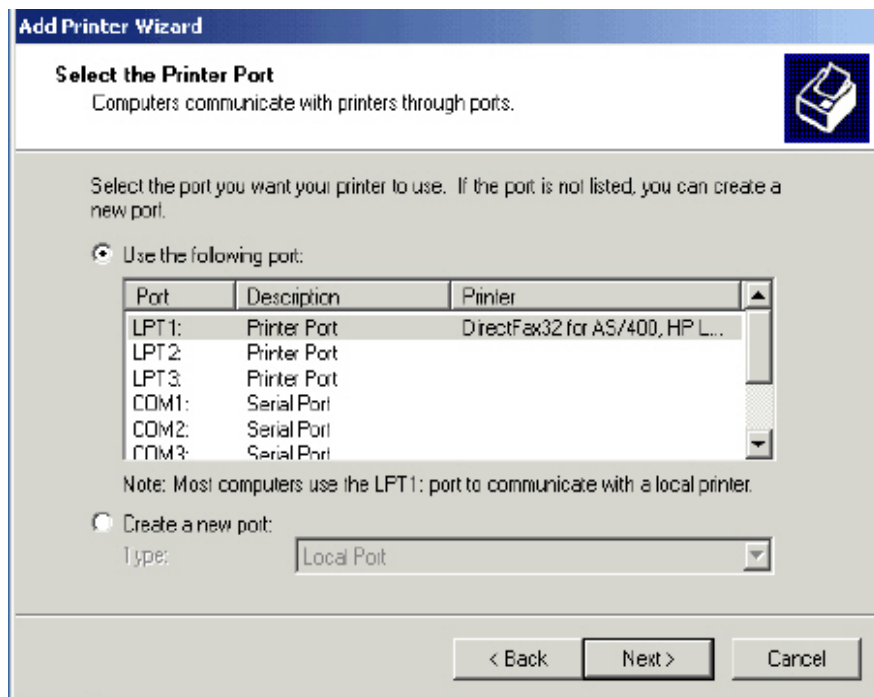 Add Printer Wizard
Select the Printer Port
Computers communicate with printers through ports.
Select the port you want your printer to use. If the port is not listed, you can create a
new port.
Use the following port:
Port Description Printer
LPT1: Printer Port DirectFax32 for AS/400, HP L...
LPT2: Printer Port
LPT3: Printer Port
COM1: Serial Port
COM2: Serial Port
COM3: Serial Port
Note: Most computers use the LPT1: port to communicate with a local printer.
Create a new port:
Type: Local Port
< Back Next > Cancel